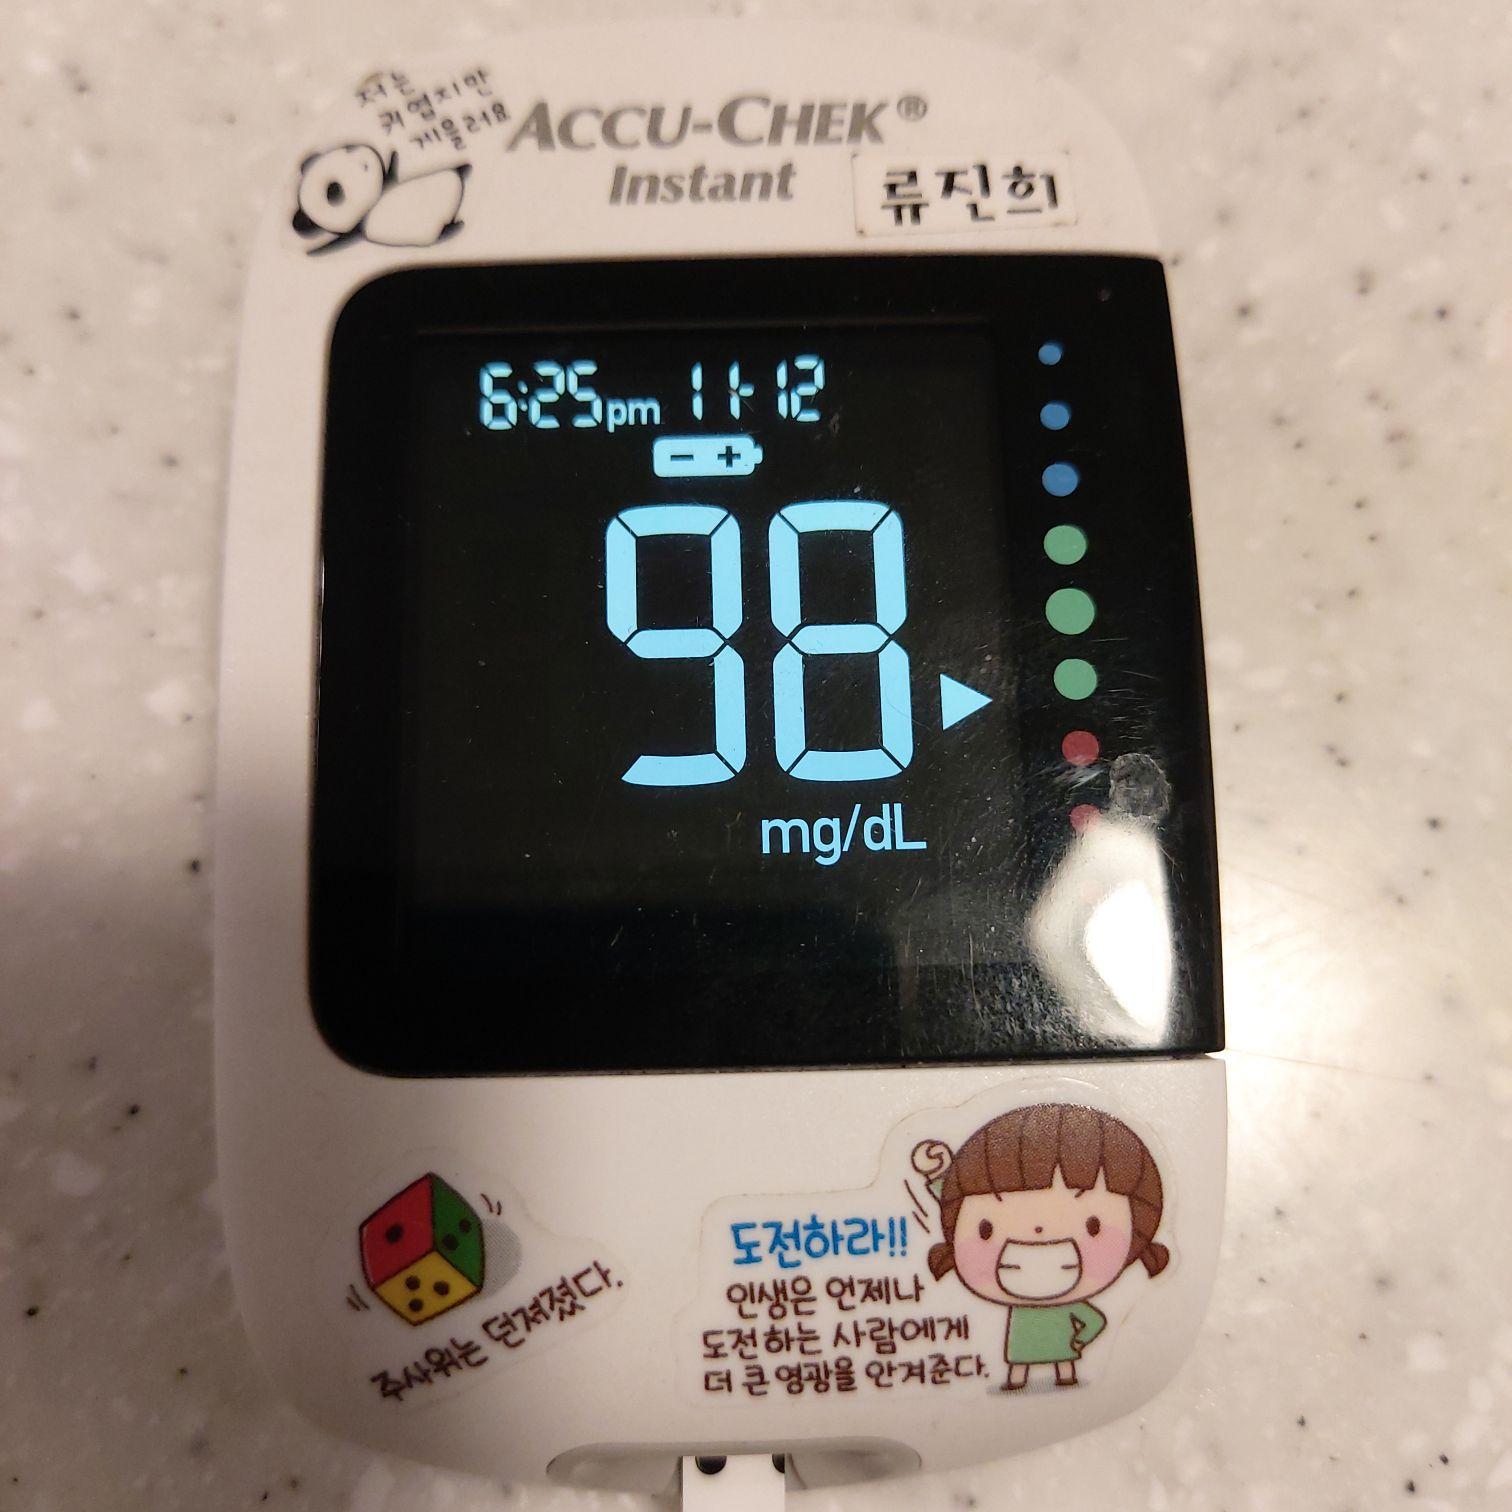 저는
귀엽지만
게을러요
ACCU-CHEK®
Instant
류진희
6:25pm 11-12
- +
98
mg/dL
주사위는 던져졌다.
도전하라!!
인생은 언제나
도전하는 사람에게
더 큰 영광을 안겨준다.